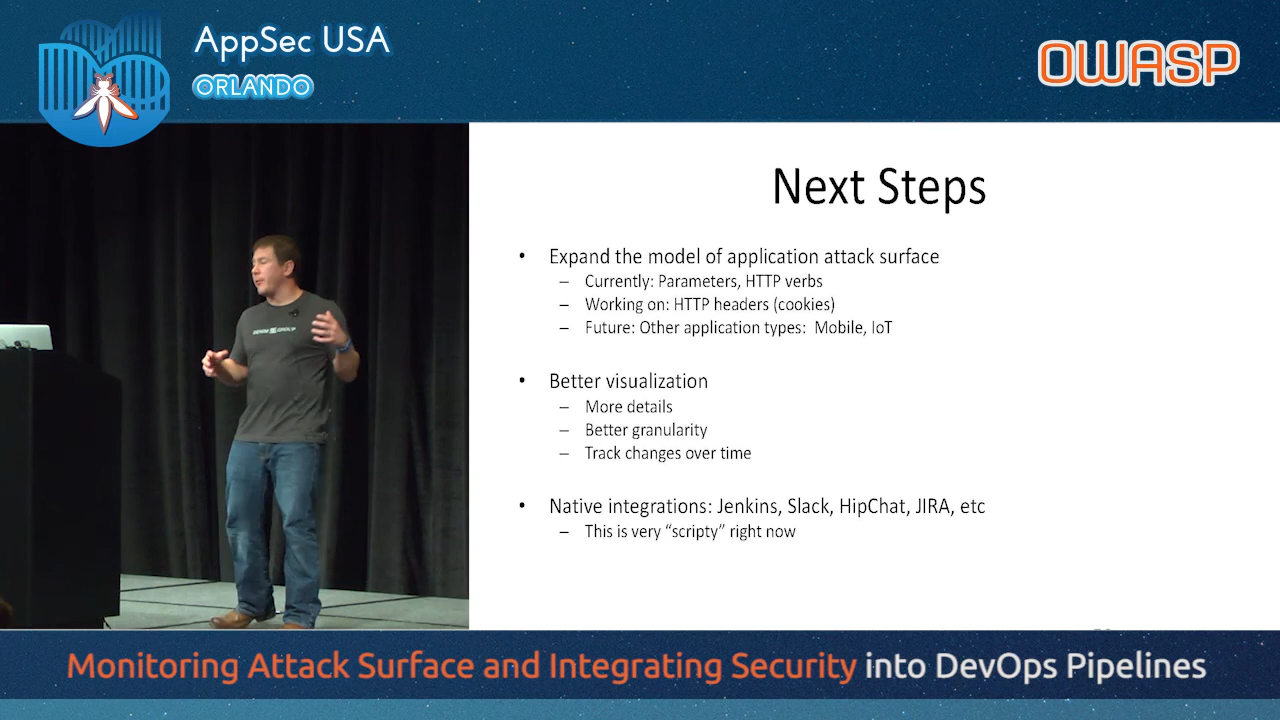 AppSec USA
ORLANDO
OWASP
DENIM GROUP
Next Steps
• Expand the model of application attack surface
– Currently: Parameters, HTTP verbs
– Working on: HTTP headers (cookies)
– Future: Other application types: Mobile, IoT
• Better visualization
– More details
– Better granularity
– Track changes over time
• Native integrations: Jenkins, Slack, HipChat, JIRA, etc
– This is very “scripty” right now
Monitoring Attack Surface and Integrating Security into DevOps Pipelines